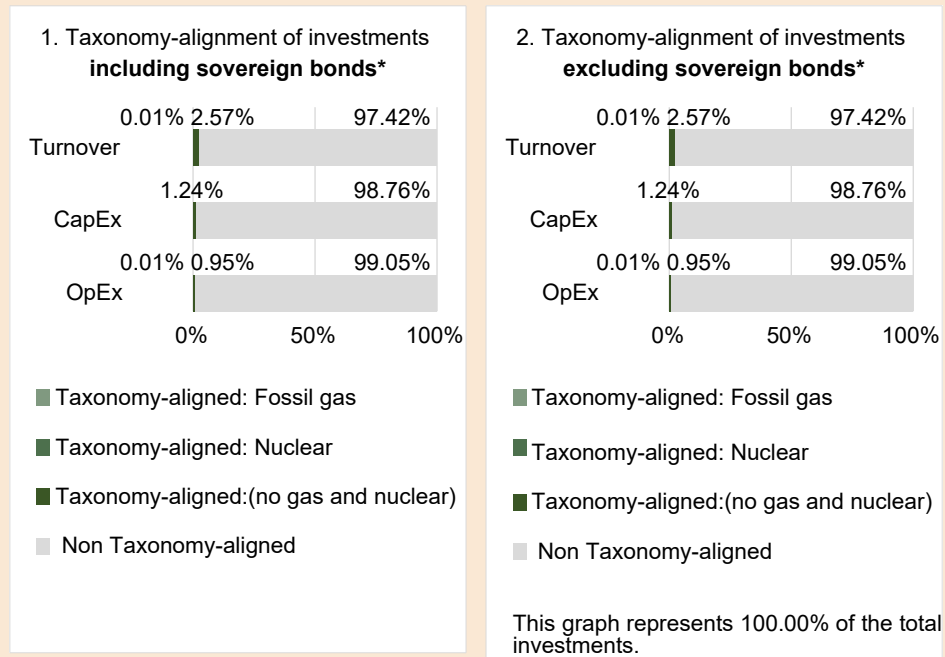 1. Taxonomy-alignment of investments
including sovereign bonds*
0.01% 2.57% 97.42%
Turnover
1.24% 98.76%
CapEx
0.01% 0.95% 99.05%
OpEx
0% 50% 100%
Taxonomy-aligned: Fossil gas
Taxonomy-aligned: Nuclear
Taxonomy-aligned:(no gas and nuclear)
Non Taxonomy-aligned
2. Taxonomy-alignment of investments
excluding sovereign bonds*
0.01% 2.57% 97.42%
Turnover
1.24% 98.76%
CapEx
0.01% 0.95% 99.05%
OpEx
0% 50% 100%
Taxonomy-aligned: Fossil gas
Taxonomy-aligned: Nuclear
Taxonomy-aligned:(no gas and nuclear)
Non Taxonomy-aligned
This graph represents 100.00% of the total
investments.